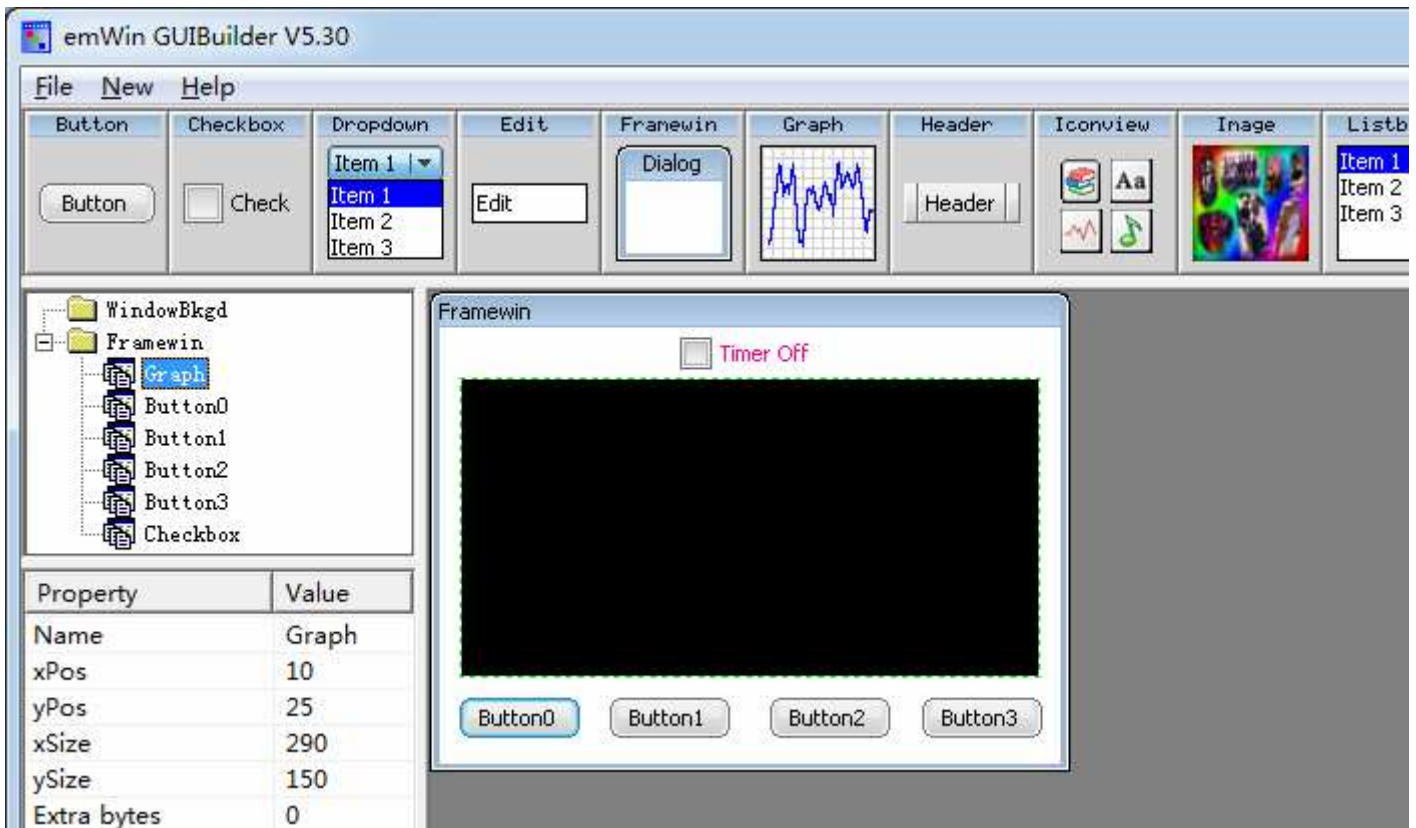 emWin GUIBuilder V5.30
File New Help
Button Checkbox Dropdown Edit Framewin Graph Header Iconview Image Listb
Button Check Item 1 Edit Dialog Header Aa Item 1
Item 1 Item 2
Item 2 Item 3
Item 3
WindowBkgd
Framewin
Graph
Button0
Button1
Button2
Button3
Checkbox
Property Value
Name Graph
xPos 10
yPos 25
xSize 290
ySize 150
Extra bytes 0
Framewin
Timer Off
Button0 Button1 Button2 Button3